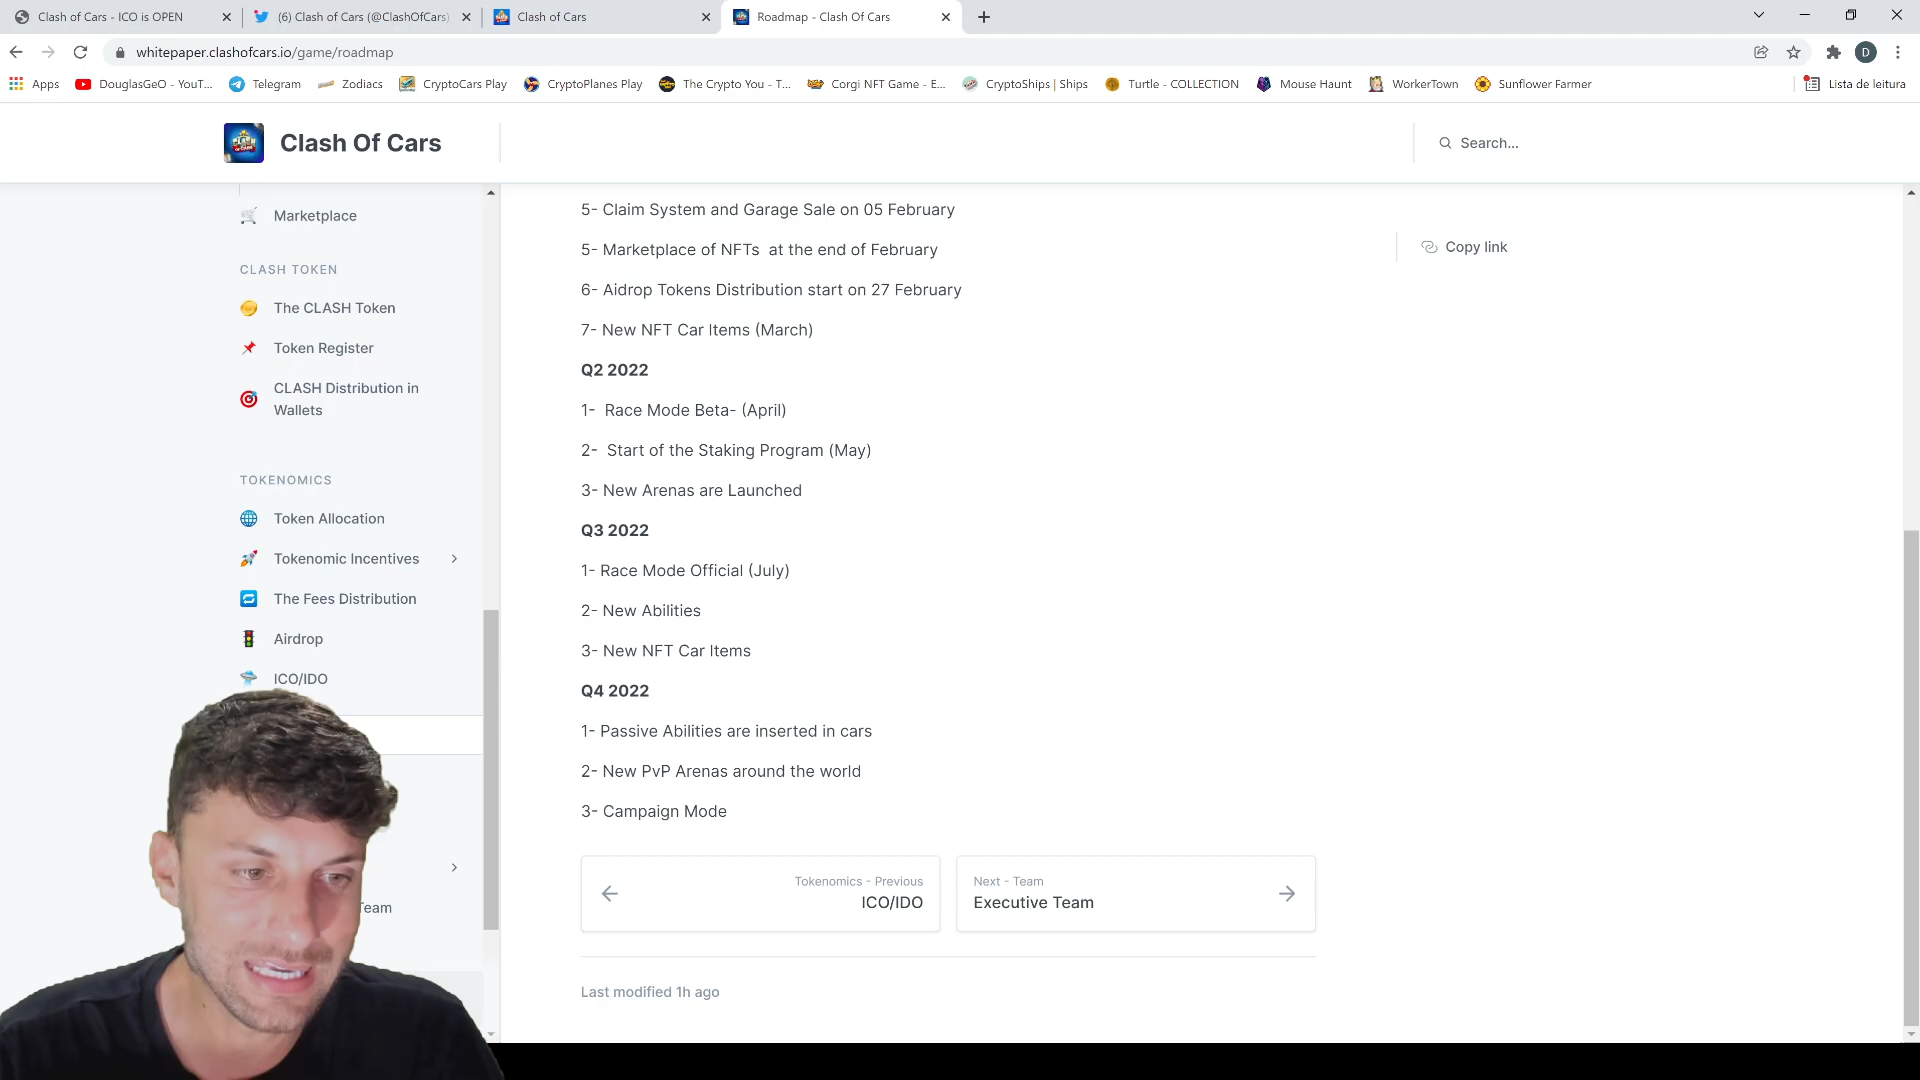 Clash of Cars - ICO is OPEN
(6) Clash of Cars (@ClashOfCars)
Clash of Cars
Roadmap - Clash Of Cars
whitepaper.clashofcars.io/game/roadmap
D
Apps
DouglasGeO - YouT...
Telegram
Zodiacs
CryptoCars Play
CryptoPlanes Play
The Crypto You - T...
Corgi NFT Game - E...
CryptoShips | Ships
Turtle - COLLECTION
Mouse Haunt
WorkerTown
Sunflower Farmer
Lista de leitura
Clash Of Cars
Search...
Marketplace
CLASH TOKEN
The CLASH Token
Token Register
CLASH Distribution in
Wallets
TOKENOMICS
Token Allocation
Tokenomic Incentives
The Fees Distribution
Airdrop
ICO/IDO
Team
5- Claim System and Garage Sale on 05 February
5- Marketplace of NFTs at the end of February
6- Aidrop Tokens Distribution start on 27 February
7- New NFT Car Items (March)
Q2 2022
1- Race Mode Beta- (April)
2- Start of the Staking Program (May)
3- New Arenas are Launched
Q3 2022
1- Race Mode Official (July)
2- New Abilities
3- New NFT Car Items
Q4 2022
1- Passive Abilities are inserted in cars
2- New PvP Arenas around the world
3- Campaign Mode
Tokenomics - Previous
ICO/IDO
Next - Team
Executive Team
Last modified 1h ago
Copy link